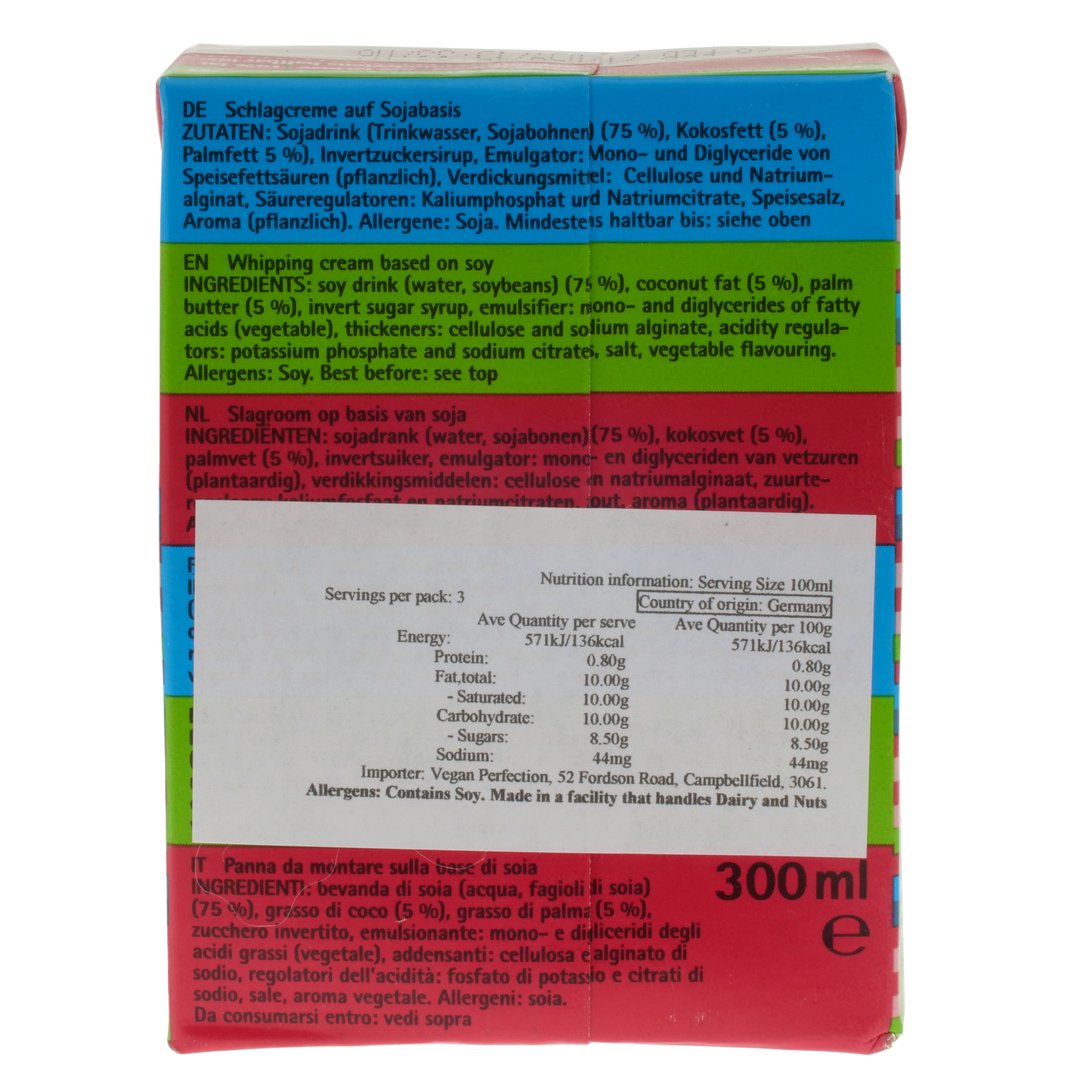 DE Schlagcreme auf Sojabasis
ZUTATEN: Sojadrink (Trinkwasser, Sojabohnen) (75 %), Kokosfett (5 %),
Palmfett 5 %), Invertzuckersirup, Emulgator: Mono- und Diglyceride von
Speisefettsäuren (pflanzlich), Verdickungsmittel: Cellulose und Natrium-
alginat, Säureregulatoren: Kaliumphosphat und Natriumcitrate, Speisesalz,
Aroma (pflanzlich). Allergene: Soja. Mindestens haltbar bis: siehe oben
EN Whipping cream based on soy
INGREDIENTS: soy drink (water, soybeans) (75 %), coconut fat (5 %), palm
butter (5 %), invert sugar syrup, emulsifier: mono- and diglycerides of fatty
acids (vegetable), thickeners: cellulose and sodium alginate, acidity regula-
tors: potassium phosphate and sodium citrates, salt, vegetable flavouring.
Allergens: Soy. Best before: see top
NL Slagroom op basis van soja
INGREDIËNTEN: sojadrank (water, sojabonen) (75 %), kokosvet (5 %),
palmvet (5 %), invertsuiker, emulgator: mono- en diglyceriden van vetzuren
(plantaardig), verdikkingsmiddelen: cellulose en natriumalginaat, zuurte-
kaliumfosfaat en natriumcitraten, zout, aroma (plantaardig).
Nutrition information: Serving Size 100ml
Servings per pack: 3
Country of origin: Germany
Ave Quantity per serve Ave Quantity per 100g
Energy: 571kJ/136kcal 571kJ/136kcal
Protein: 0.80g 0.80g
Fat,total: 10.00g 10.00g
- Saturated: 10.00g 10.00g
Carbohydrate: 10.00g 10.00g
- Sugars: 8.50g 8.50g
Sodium: 44mg 44mg
Importer: Vegan Perfection, 52 Fordson Road, Campbellfield, 3061.
Allergens: Contains Soy. Made in a facility that handles Dairy and Nuts
IT Panna da montare sulla base di soia
INGREDIENTI: bevanda di soia (acqua, fagioli di soia)
(75 %), grasso di coco (5 %), grasso di palma (5 %),
zucchero invertito, emulsionante: mono- e digliceridi degli
acidi grassi (vegetale), addensanti: cellulosa e alginato di
sodio, regolatori dell'acidità: fosfato di potassio e citrati di
sodio, sale, aroma vegetale. Allergeni: soia.
Da consumarsi entro: vedi sopra
300 ml
e